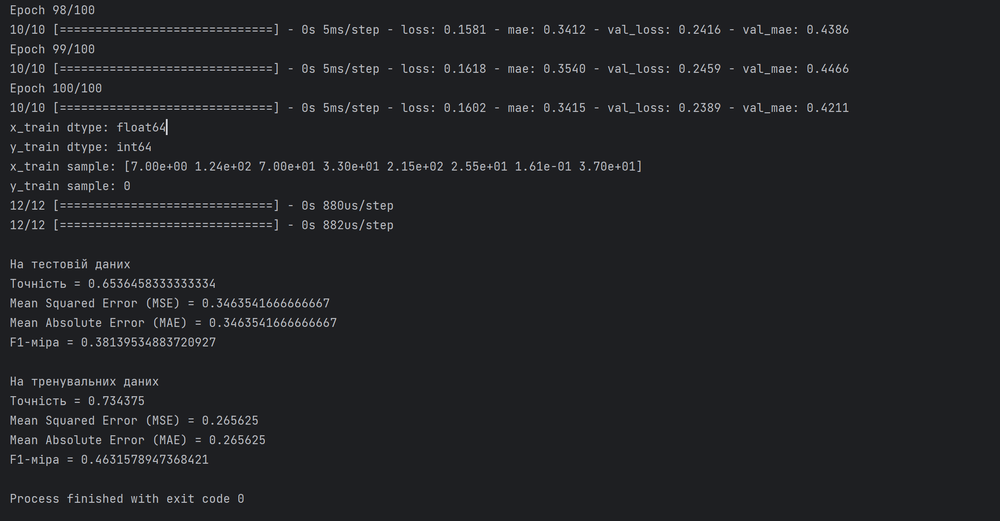 Epoch 98/100
10/10 [==============================] - 0s 5ms/step - loss: 0.1581 - mae: 0.3412 - val_loss: 0.2416 - val_mae: 0.4386
Epoch 99/100
10/10 [==============================] - 0s 5ms/step - loss: 0.1618 - mae: 0.3540 - val_loss: 0.2459 - val_mae: 0.4466
Epoch 100/100
10/10 [==============================] - 0s 5ms/step - loss: 0.1602 - mae: 0.3415 - val_loss: 0.2389 - val_mae: 0.4211
x_train dtype: float64
y_train dtype: int64
x_train sample: [7.00e+00 1.24e+02 7.00e+01 3.30e+01 2.15e+02 2.55e+01 1.61e-01 3.70e+01]
y_train sample: 0
12/12 [==============================] - 0s 880us/step
12/12 [==============================] - 0s 882us/step
На тестовій даних
Точність = 0.6536458333333334
Mean Squared Error (MSE) = 0.3463541666666667
Mean Absolute Error (MAE) = 0.3463541666666667
F1-міра = 0.38139534883720927
На тренувальних даних
Точність = 0.734375
Mean Squared Error (MSE) = 0.265625
Mean Absolute Error (MAE) = 0.265625
F1-міра = 0.4631578947368421
Process finished with exit code 0